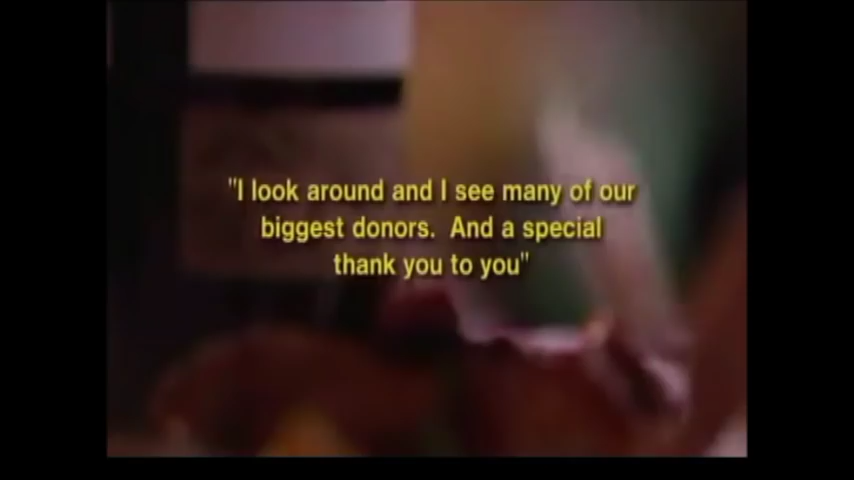 "I look around and I see many of our
biggest donors.  And a special
thank you to you"